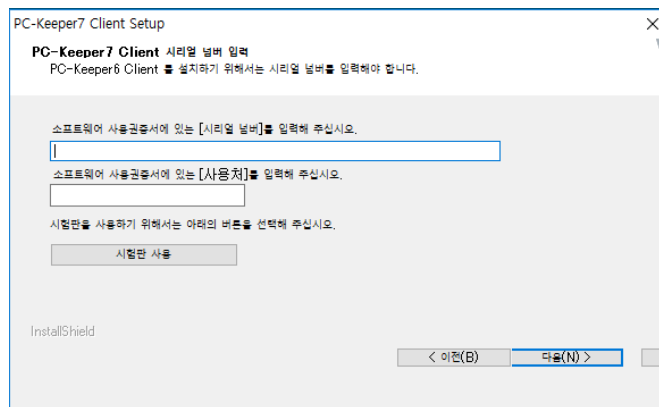 PC-Keeper7 Client Setup
PC-Keeper7 Client 시리얼 넘버 입력
PC-Keeper6 Client 를 설치하기 위해서는 시리얼 넘버를 입력해야 합니다.
소프트웨어 사용권증서에 있는 [시리얼 넘버]를 입력해 주십시오.
소프트웨어 사용권증서에 있는 [사용처]를 입력해 주십시오.
시험판을 사용하기 위해서는 아래의 버튼을 선택해 주십시오.
시험판 사용
InstallShield
< 이전(B)
다음(N) >